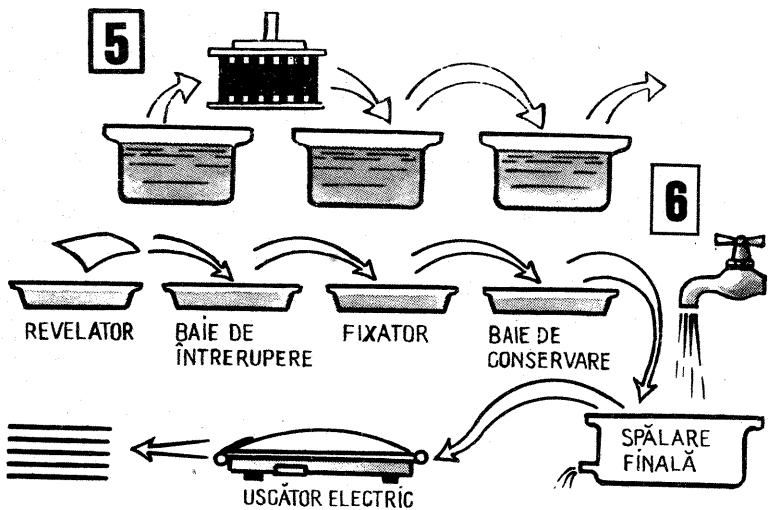 5
6
REVELATOR
BAIE DE
ÎNTRERUPERE
FIXATOR
BAIE DE
CONSERVARE
SPĂLARE
FINALĂ
USCĂTOR ELECTRIC